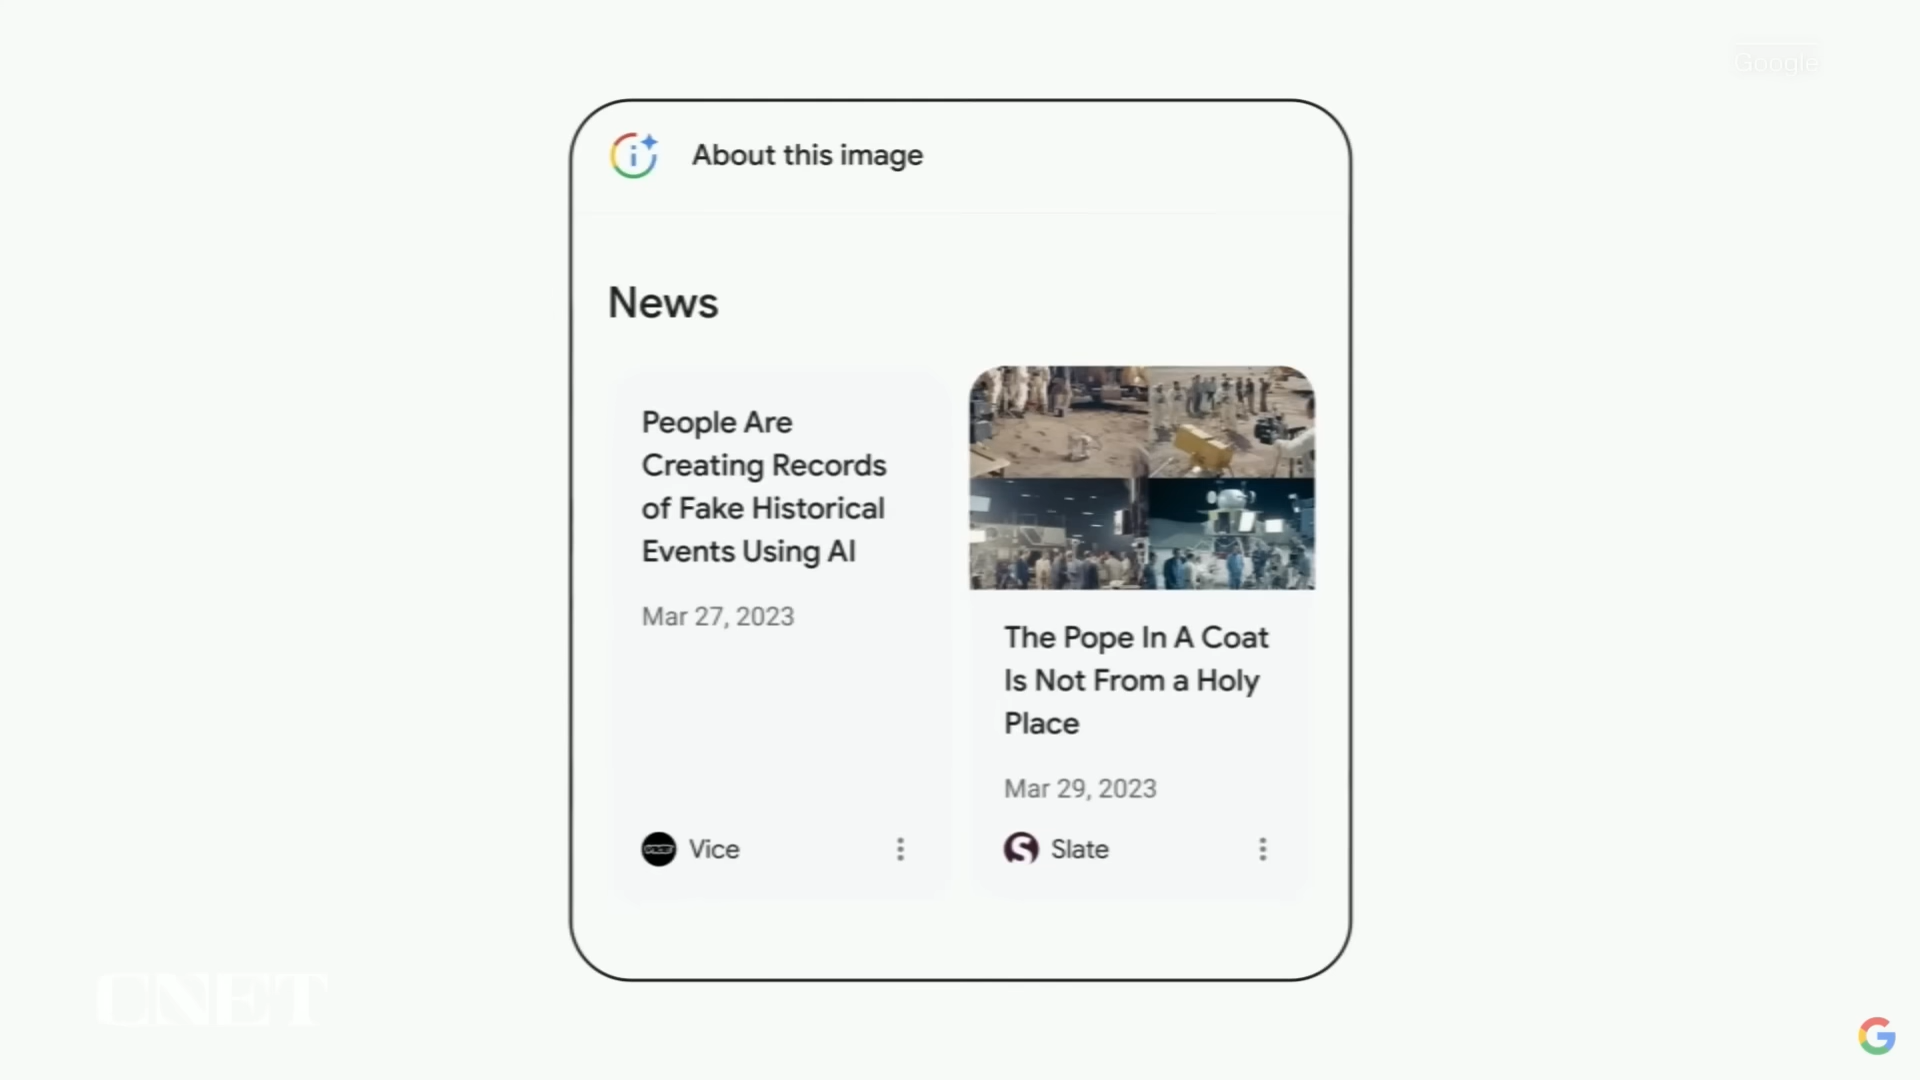 Google
About this image
News
People Are
Creating Records
of Fake Historical
Events Using AI
Mar 27, 2023
Vice
The Pope In A Coat
Is Not From a Holy
Place
Mar 29, 2023
Slate
CNET